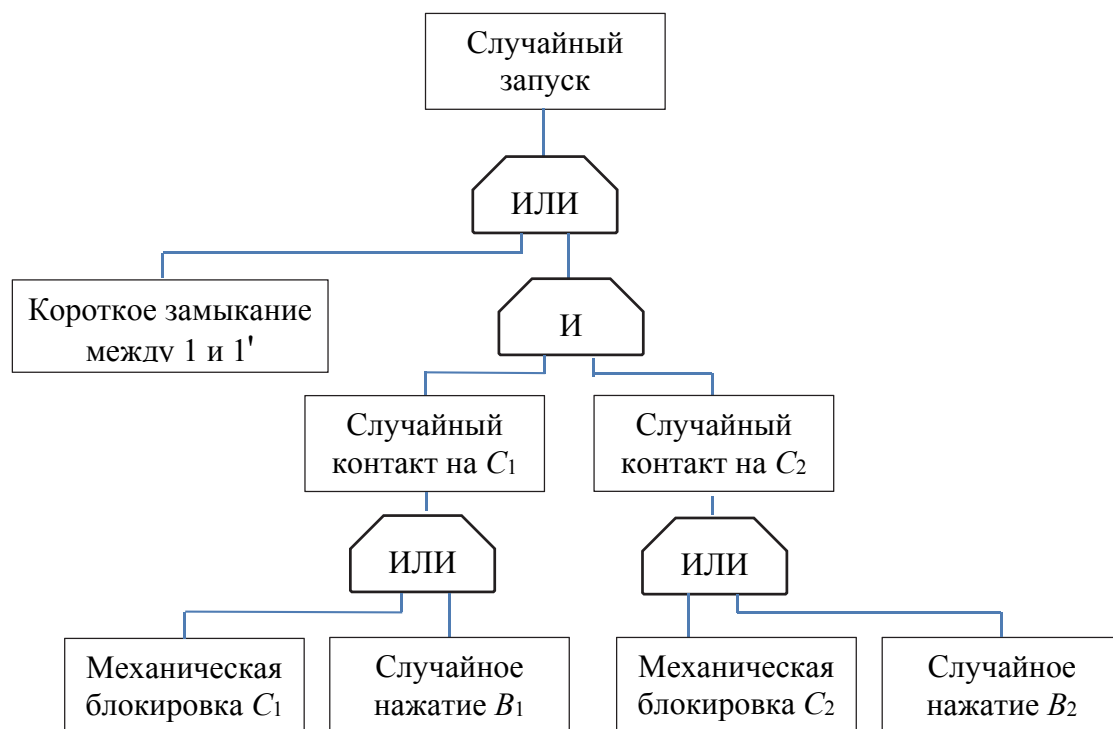 Случайный
запуск
ИЛИ
Короткое замыкание
между 1 и 1'
И
Случайный
контакт на C1
Случайный
контакт на C2
ИЛИ
ИЛИ
Механическая
блокировка C1
Случайное
нажатие B1
Механическая
блокировка C2
Случайное
нажатие B2